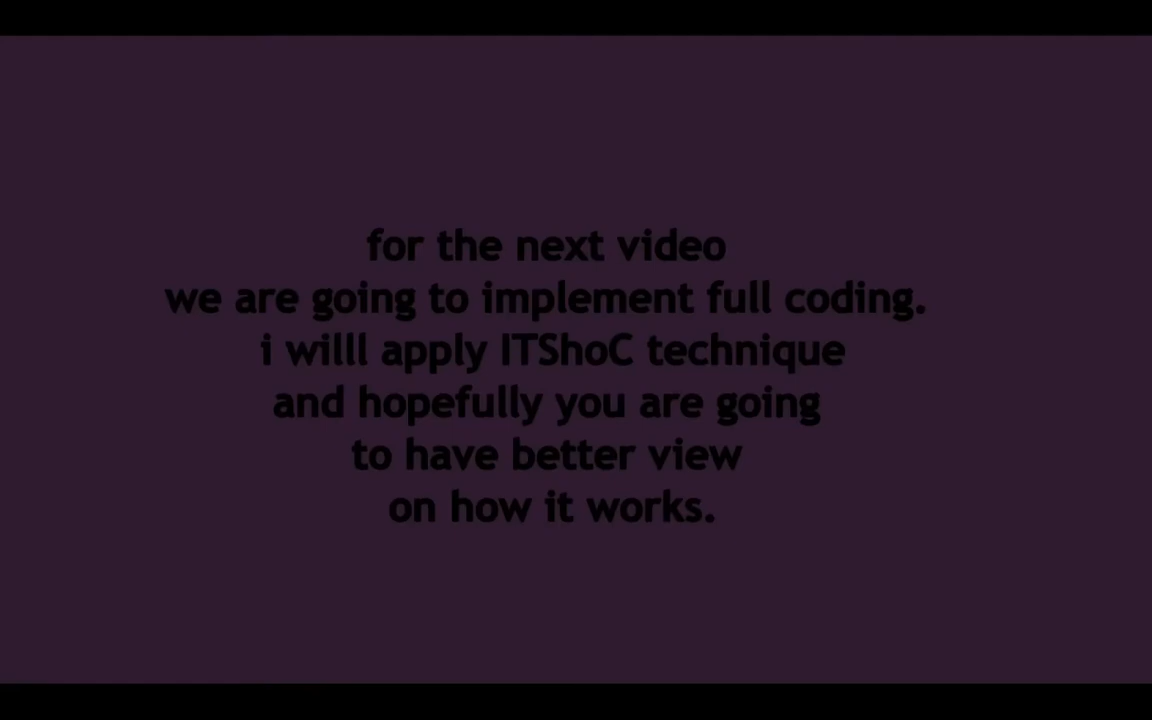 for the next video
we are going to implement full coding.
i willl apply ITShoC technique
and hopefully you are going
to have better view
on how it works.